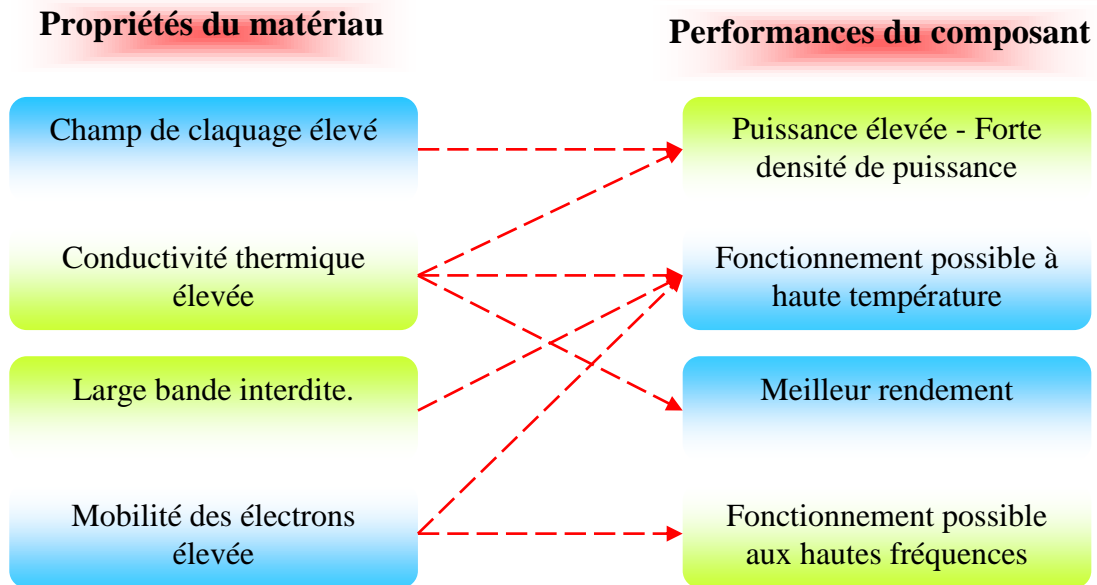 Propriétés du matériau
Performances du composant
Champ de claquage élevé
Conductivité thermique
élevée
Large bande interdite.
Mobilité des électrons
élevée
Puissance élevée - Forte
densité de puissance
Fonctionnement possible à
haute température
Meilleur rendement
Fonctionnement possible
aux hautes fréquences